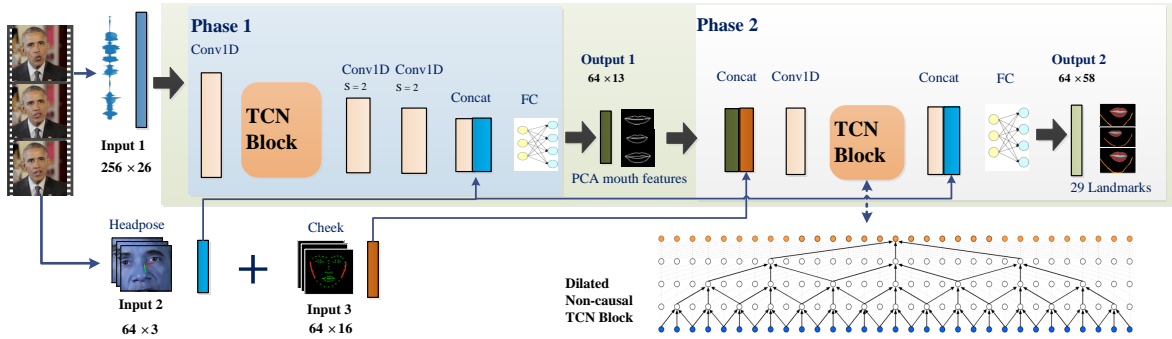 Phase 1
Phase 2
Conv1D
TCN
Block
Conv1D
S = 2
Conv1D
S = 2
Concat
FC
Output 1
64 × 13
PCA mouth features
Concat
Conv1D
TCN
Block
Concat
FC
Output 2
64 × 58
29 Landmarks
Input 1
256 × 26
Headpose
Input 2
64 × 3
+
Cheek
Input 3
64 × 16
Dilated
Non-causal
TCN Block